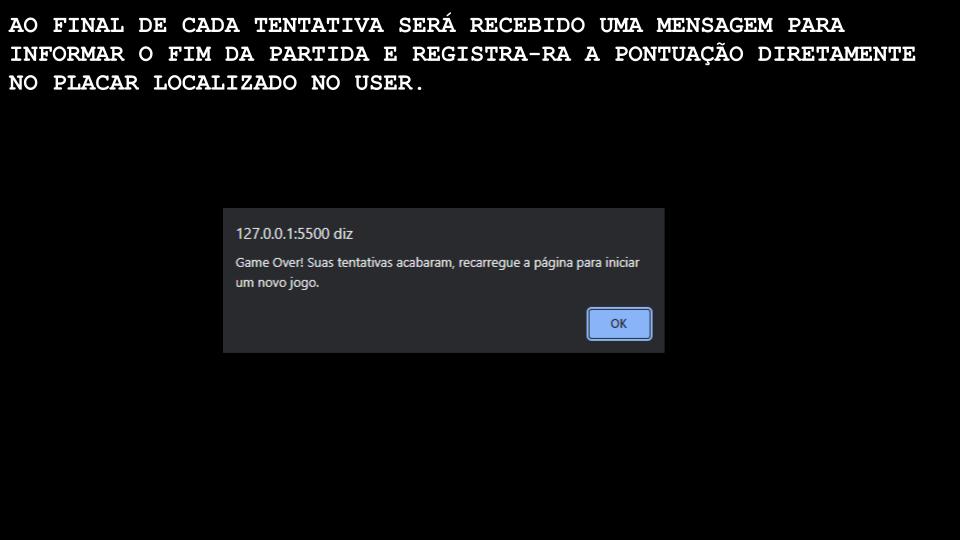 AO FINAL DE CADA TENTATIVA SERÁ RECEBIDO UMA MENSAGEM PARA
INFORMAR O FIM DA PARTIDA E REGISTRA-RA A PONTUAÇÃO DIRETAMENTE
NO PLACAR LOCALIZADO NO USER.
127.0.0.1:5500 diz
Game Over! Suas tentativas acabaram, recarregue a página para iniciar
um novo jogo.
OK